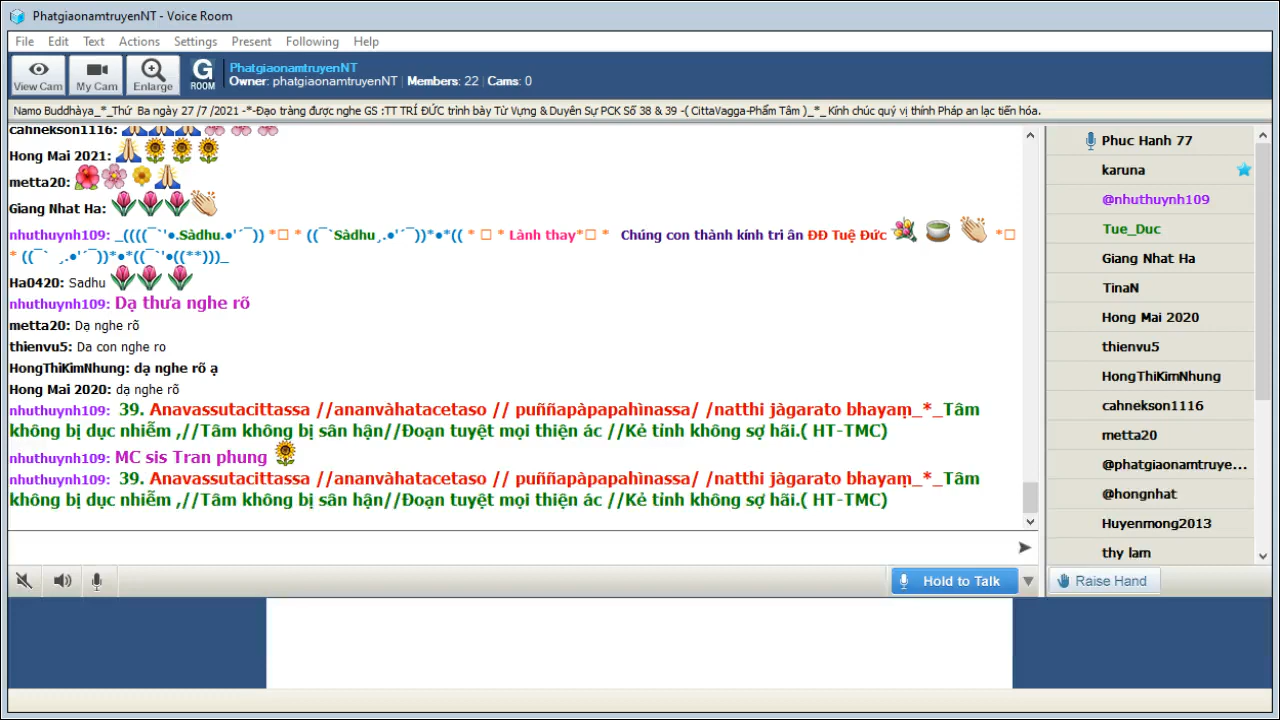 PhatgiaonamtruyenNT - Voice Room
File Edit Text Actions Settings Present Following Help
View Cam My Cam Enlarge G ROOM PhatgiaonamtruyenNT
Owner: phatgiaonamtruyenNT | Members: 22 | Cams: 0
Namo Buddhàya_*_Thứ Ba ngày 27 /7 /2021 -*-Đạo tràng được nghe GS :TT TRÍ ĐỨC trình bày Từ Vựng & Duyên Sự PCK Số 38 & 39 -( CittaVagga-Phẩm Tâm )_*_ Kính chúc quý vị thính Pháp an lạc tiến hóa.
cahnekson1116:
Hong Mai 2021:
metta20:
Giang Nhat Ha:
nhuthuynh109: _((((¯`'•.Sàdhu.•'´¯)) *□ * ((¯`Sàdhu¸.•'´¯))*•*(( * □ * Lành thay*□ * Chúng con thành kính tri ân ĐĐ Tuệ Đức *□
* ((¯` ¸.•'´¯))*•*((¯`'•((**)))_
Ha0420: Sadhu
nhuthuynh109: Dạ thưa nghe rõ
metta20: Dạ nghe rõ
thienvu5: Da con nghe ro
HongThiKimNhung: dạ nghe rõ ạ
Hong Mai 2020: dạ nghe rõ
nhuthuynh109: 39. Anavassutacittassa //ananvàhatacetaso // puññapàpapahìnassa/ /natthi jàgarato bhayaṃ_*_Tâm
không bị dục nhiễm ,//Tâm không bị sân hận//Đoạn tuyệt mọi thiện ác //Kẻ tỉnh không sợ hãi.( HT-TMC)
nhuthuynh109: MC sis Tran phung
nhuthuynh109: 39. Anavassutacittassa //ananvàhatacetaso // puññapàpapahìnassa/ /natthi jàgarato bhayaṃ_*_Tâm
không bị dục nhiễm ,//Tâm không bị sân hận//Đoạn tuyệt mọi thiện ác //Kẻ tỉnh không sợ hãi.( HT-TMC)
Phuc Hanh 77
karuna
@nhuthuynh109
Tue_Duc
Giang Nhat Ha
TinaN
Hong Mai 2020
thienvu5
HongThiKimNhung
cahnekson1116
metta20
@phatgiaonamtruye...
@hongnhat
Huyenmong2013
thy lam
Hold to Talk
Raise Hand